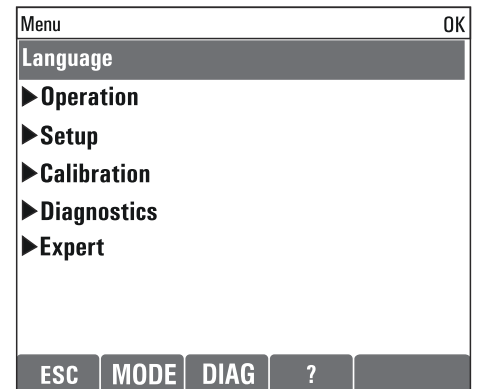 Menu OK
Language
▶Operation
▶Setup
▶Calibration
▶Diagnostics
▶Expert
ESC MODE DIAG ?